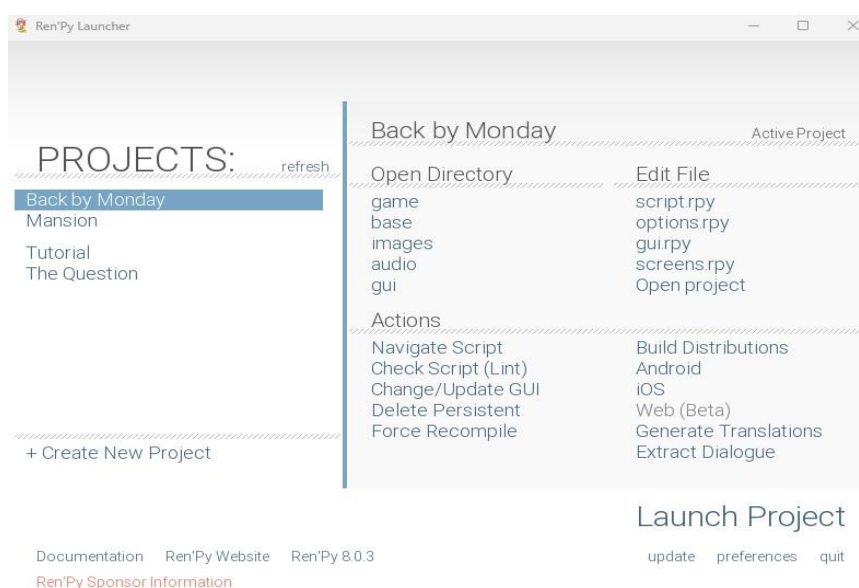 Ren'Py Launcher
PROJECTS:
refresh
Back by Monday
Mansion
Tutorial
The Question
+ Create New Project
Back by Monday
Active Project
Open Directory
game
base
images
audio
gui
Edit File
script.rpy
options.rpy
gui.rpy
screens.rpy
Open project
Actions
Navigate Script
Check Script (Lint)
Change/Update GUI
Delete Persistent
Force Recompile
Build Distributions
Android
iOS
Web (Beta)
Generate Translations
Extract Dialogue
Launch Project
Documentation Ren'Py Website Ren'Py 8.0.3
update preferences quit
Ren'Py Sponsor Information